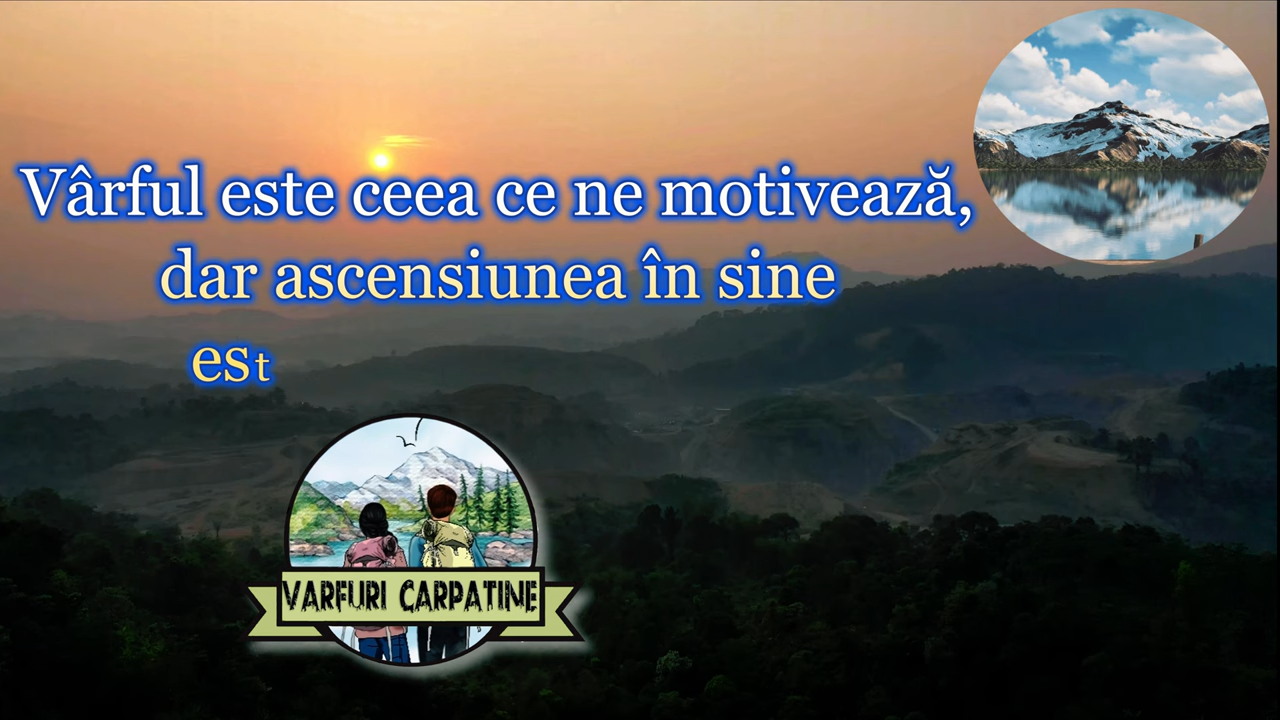 Vârful este ceea ce ne motivează,
dar ascensiunea în sine
est
VARFURI CARPATINE